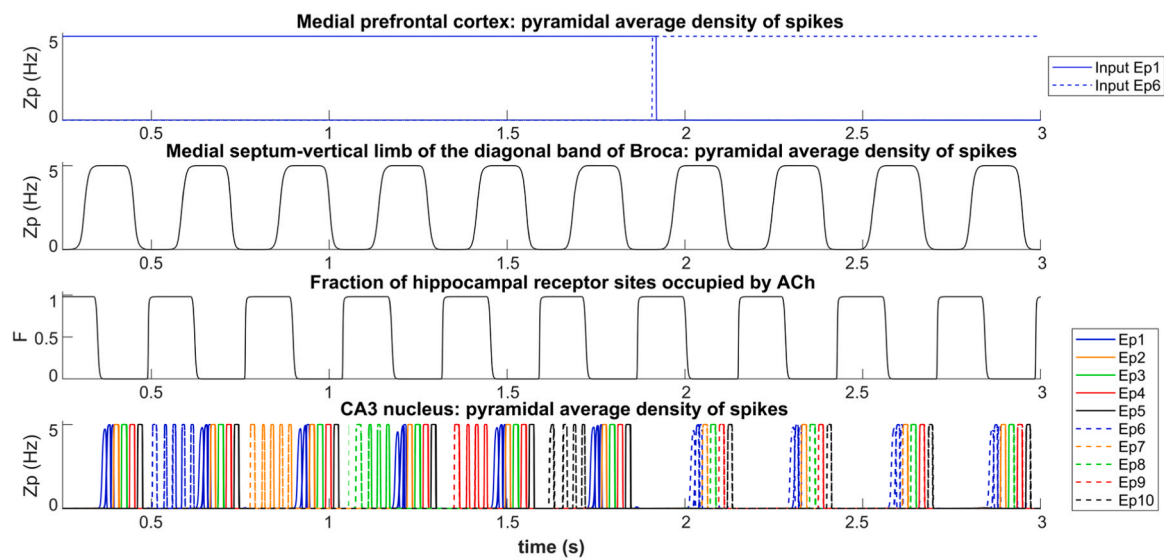 Medial prefrontal cortex: pyramidal average density of spikes
Zp (Hz)
5
0
0.5 1 1.5 2 2.5 3
Input Ep1
Input Ep6
Medial septum-vertical limb of the diagonal band of Broca: pyramidal average density of spikes
Zp (Hz)
5
0
0.5 1 1.5 2 2.5 3
Fraction of hippocampal receptor sites occupied by ACh
F
1
0.5
0
0.5 1 1.5 2 2.5 3
CA3 nucleus: pyramidal average density of spikes
Zp (Hz)
5
0
0.5 1 1.5 2 2.5 3
time (s)
Ep1
Ep2
Ep3
Ep4
Ep5
Ep6
Ep7
Ep8
Ep9
Ep10